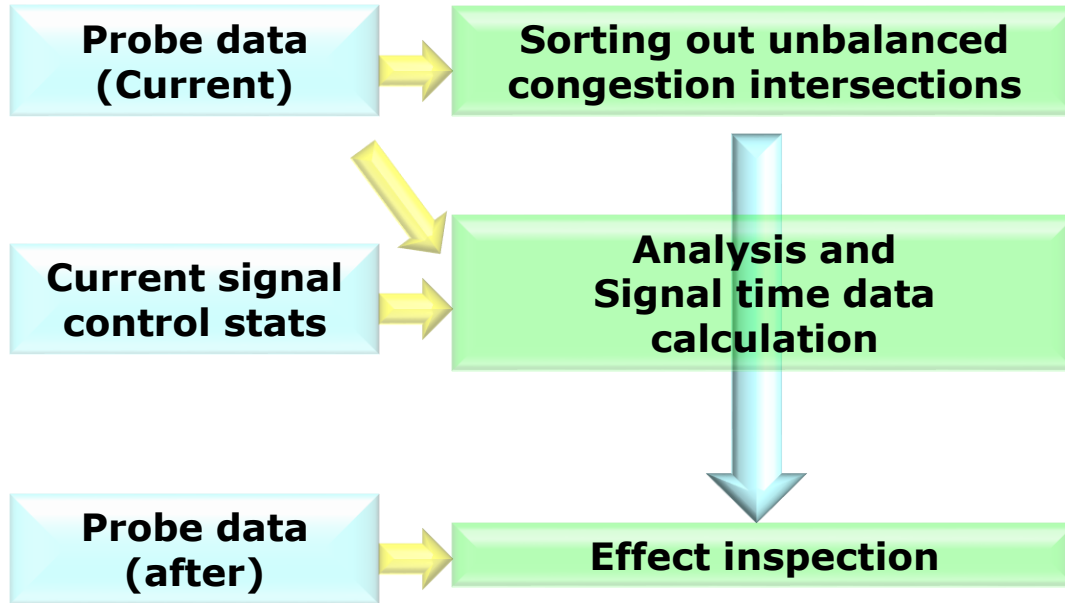 Probe data
(Current)
Sorting out unbalanced
congestion intersections
Current signal
control stats
Analysis and
Signal time data
calculation
Probe data
(after)
Effect inspection